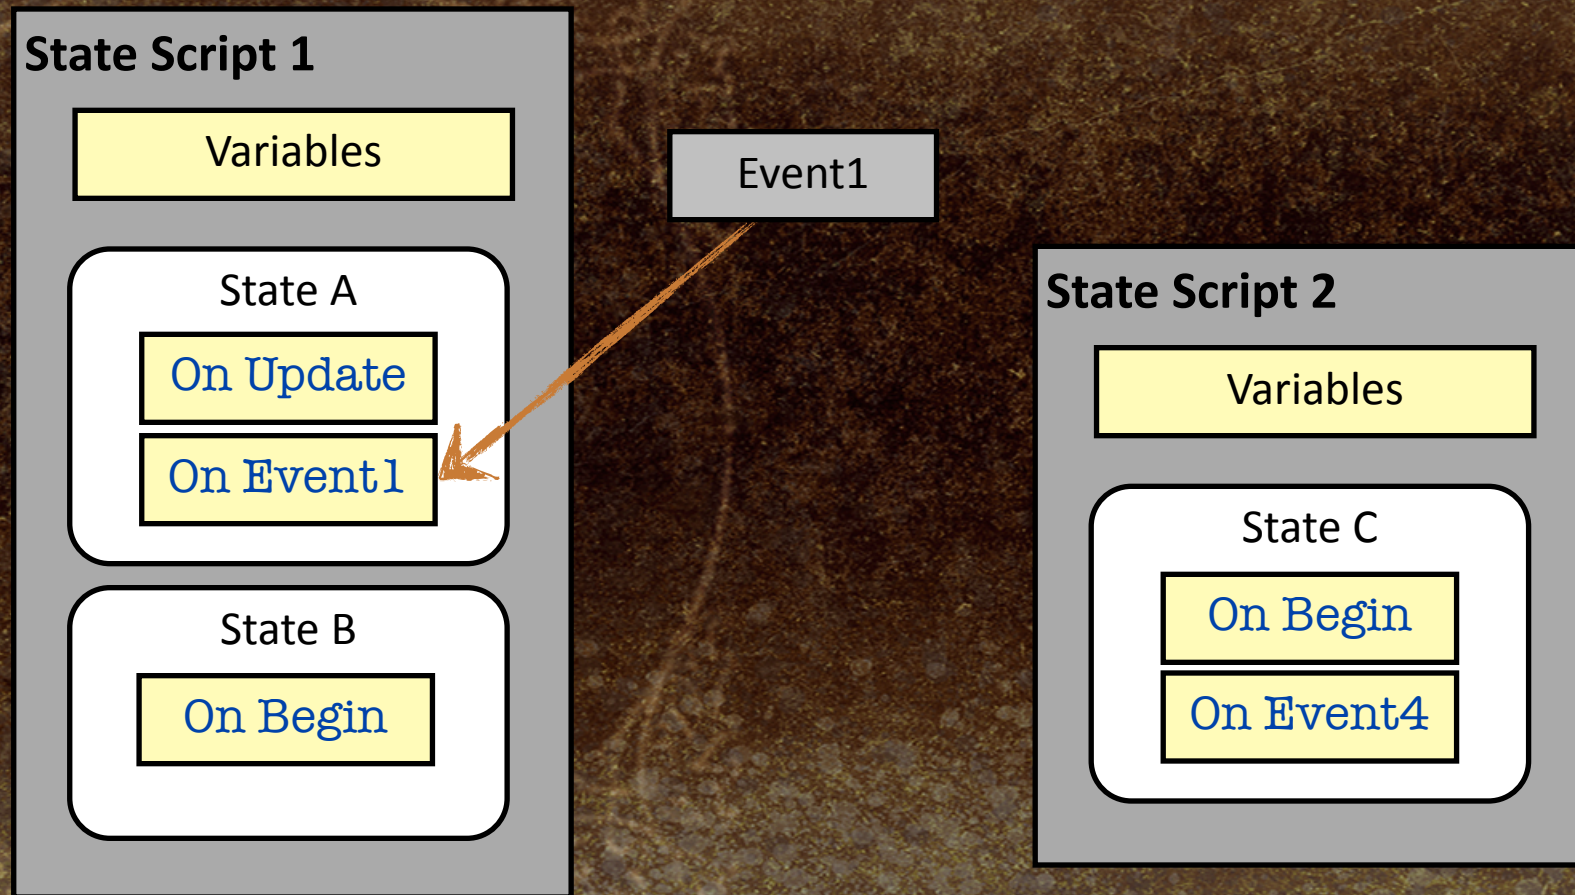 State Script 1
Variables
State A
On Update
On Event1
State B
On Begin
Event1
State Script 2
Variables
State C
On Begin
On Event4